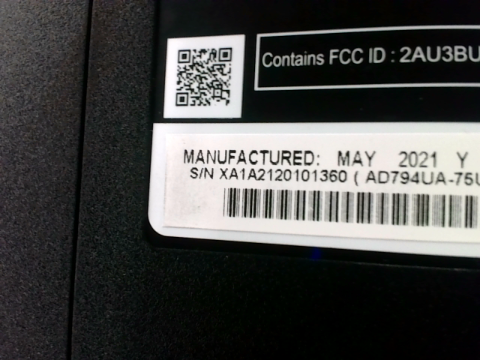 Contains FCC ID : 2AU3BU
MANUFACTURED: MAY 2021 Y
S/N XA1A2120101360 ( AD794UA-75U